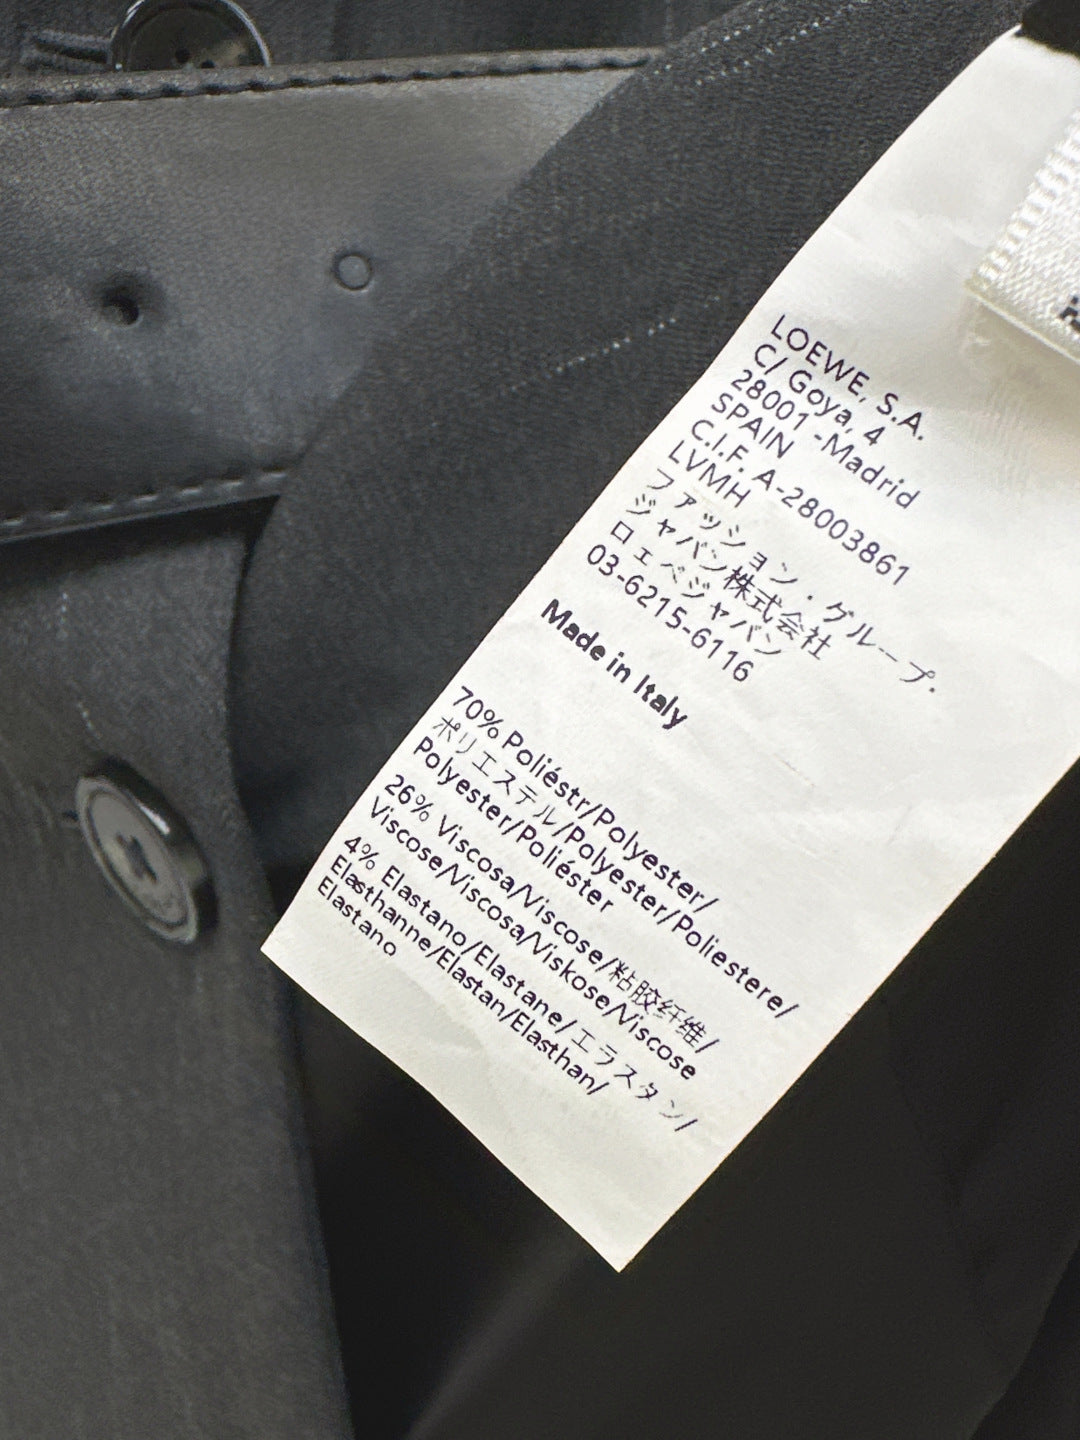 LOEWE, S.A.
C/ Goya, 4
28001 -Madrid
SPAIN
C.I.F. A-28003861
LVMH
ファッション・グループ・
ジャパン株式会社
ロエベジャパン
03-6215-6116
Made in Italy
70% Poliéstr/Polyester/
ポリエステル/Polyester/Poliestere/
Polyester/Poliéster
26% Viscosa/Viscose/粘胶纤维/
Viscose/Viscosa/Viskose/Viscose
4% Elastano/Elastane/エラスタン/
Elasthanne/Elastan/Elasthan/
Elastano